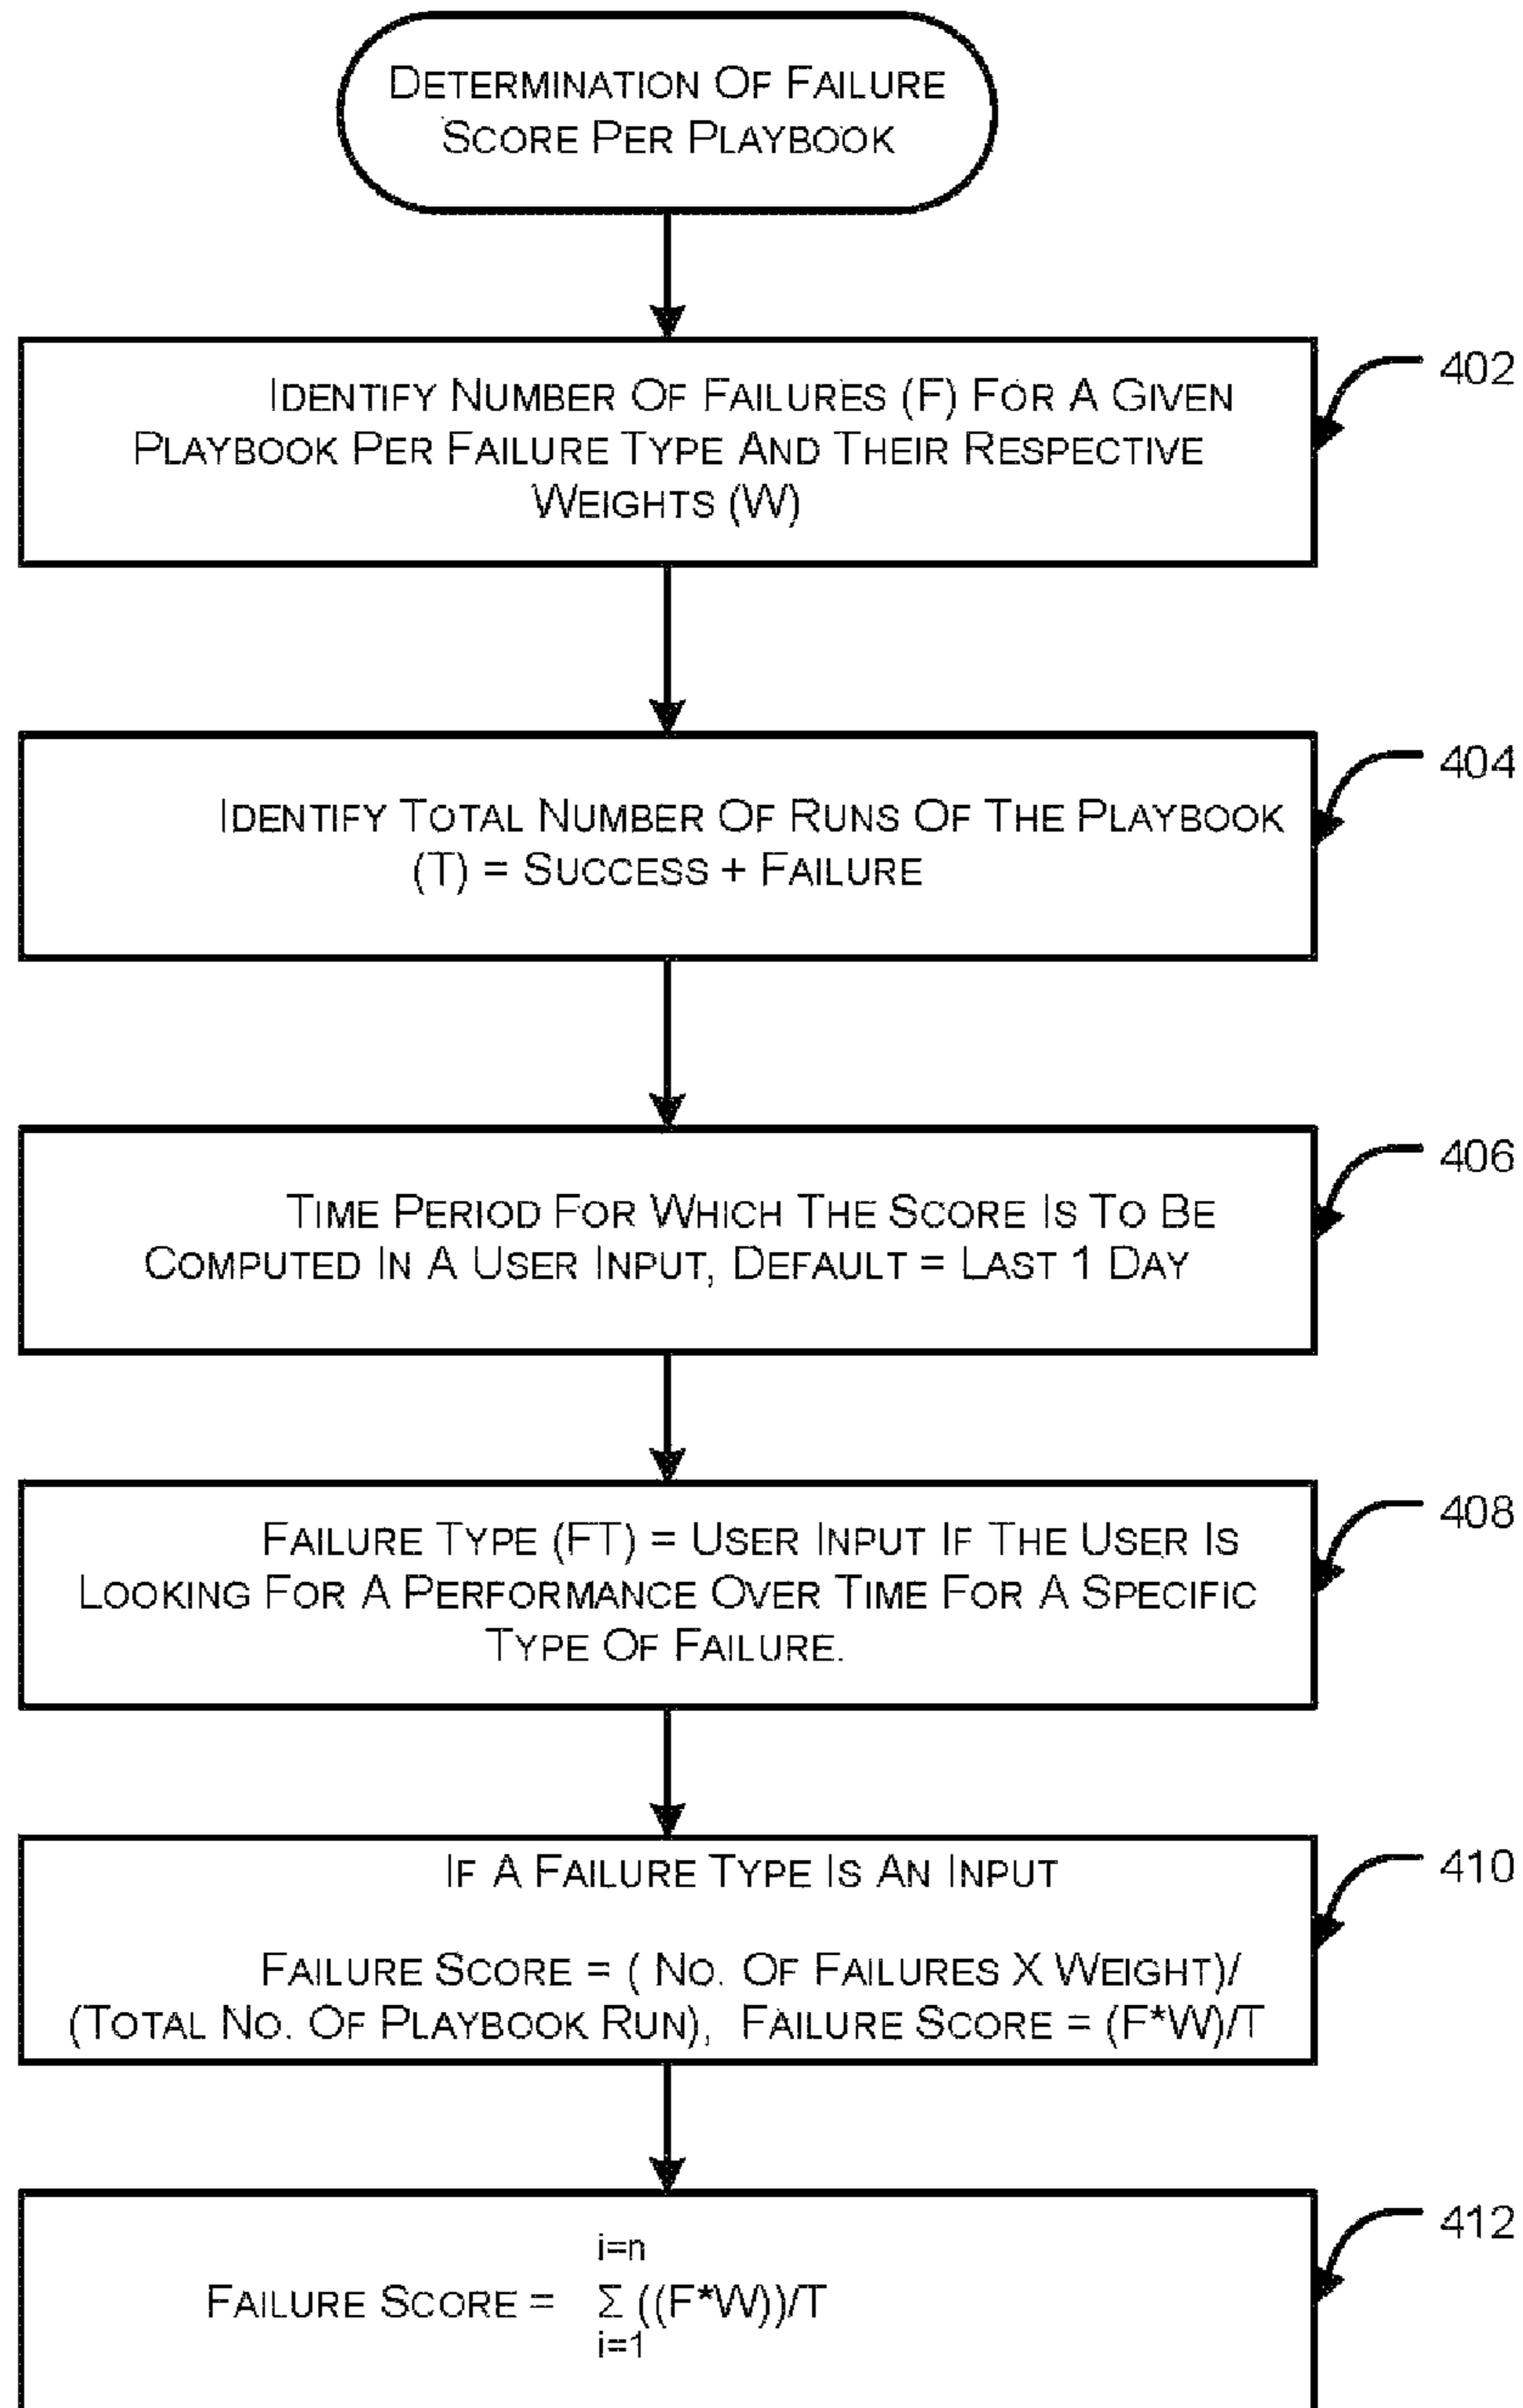 DETERMINATION OF FAILURE
SCORE PER PLAYBOOK
IDENTIFY NUMBER OF FAILURES (F) FOR A GIVEN
PLAYBOOK PER FAILURE TYPE AND THEIR RESPECTIVE
WEIGHTS (W)
402
IDENTIFY TOTAL NUMBER OF RUNS OF THE PLAYBOOK
(T) = SUCCESS + FAILURE
404
TIME PERIOD FOR WHICH THE SCORE IS TO BE
COMPUTED IN A USER INPUT, DEFAULT = LAST 1 DAY
406
FAILURE TYPE (FT) = USER INPUT IF THE USER IS
LOOKING FOR A PERFORMANCE OVER TIME FOR A SPECIFIC
TYPE OF FAILURE.
408
IF A FAILURE TYPE IS AN INPUT
FAILURE SCORE = ( NO. OF FAILURES X WEIGHT)/
(TOTAL NO. OF PLAYBOOK RUN), FAILURE SCORE = (F*W)/T
410
i=n
FAILURE SCORE = Σ ((F*W))/T
i=1
412